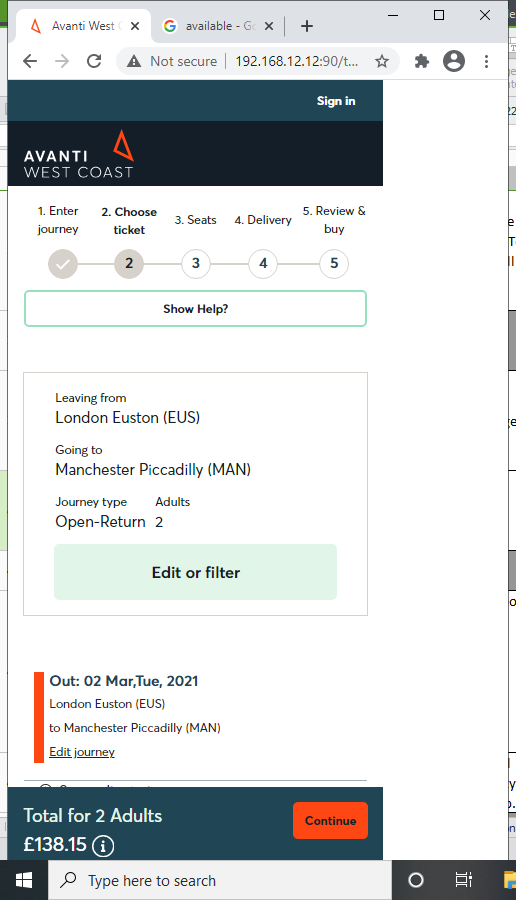 Avanti West C
available - Go
Not secure | 192.168.12.12:90/t...
Sign in
AVANTI
WEST COAST
1. Enter journey
2. Choose ticket
3. Seats
4. Delivery
5. Review & buy
2
3
4
5
Show Help?
Leaving from
London Euston (EUS)
Going to
Manchester Piccadilly (MAN)
Journey type Adults
Open-Return 2
Edit or filter
Out: 02 Mar,Tue, 2021
London Euston (EUS)
to Manchester Piccadilly (MAN)
Edit journey
Total for 2 Adults
£138.15
Continue
Type here to search